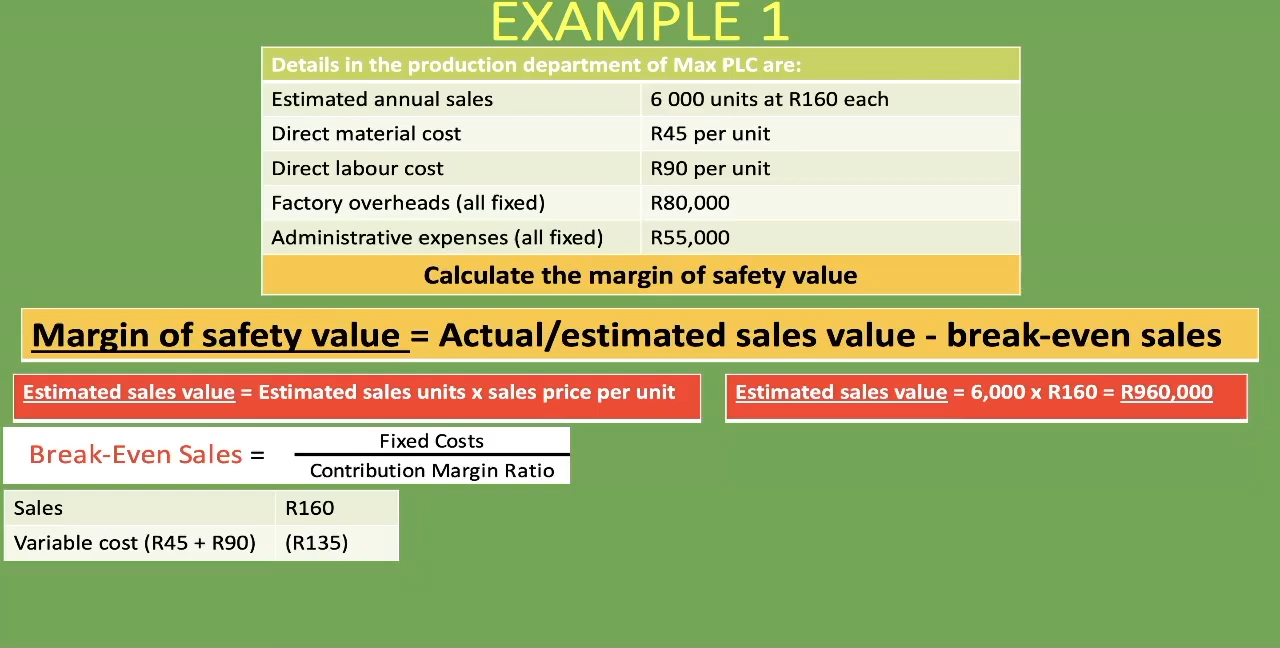 EXAMPLE 1
Details in the production department of Max PLC are:
Estimated annual sales 6 000 units at R160 each
Direct material cost R45 per unit
Direct labour cost R90 per unit
Factory overheads (all fixed) R80,000
Administrative expenses (all fixed) R55,000
Calculate the margin of safety value
Margin of safety value = Actual/estimated sales value - break-even sales
Estimated sales value = Estimated sales units x sales price per unit
Estimated sales value = 6,000 x R160 = R960,000
Break-Even Sales =
Fixed Costs
Contribution Margin Ratio
Sales R160
Variable cost (R45 + R90) (R135)